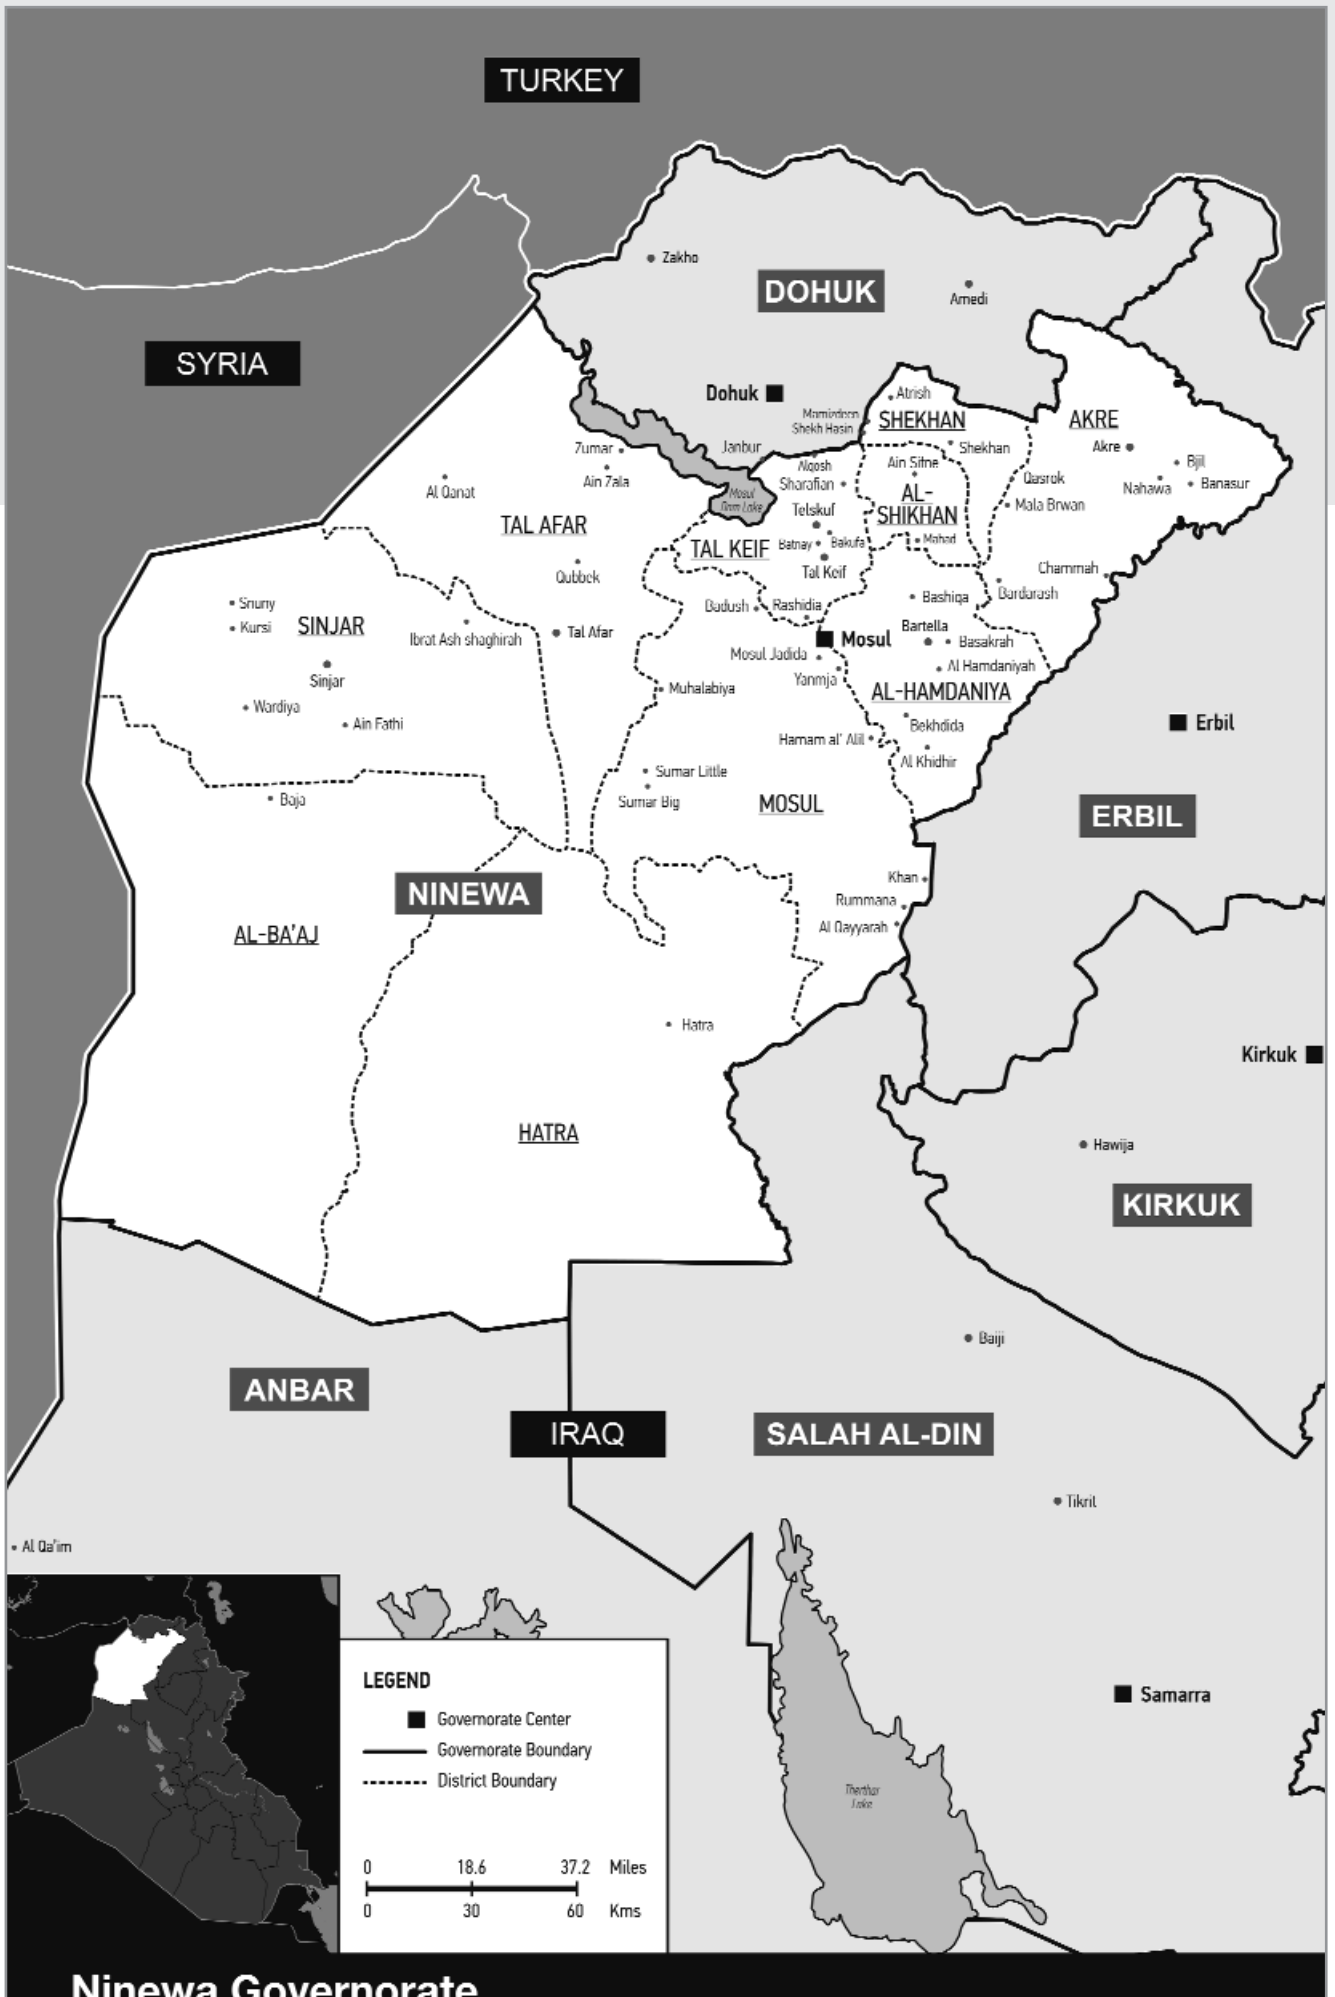 TURKEY
Zakho
DOHUK
Amedi
SYRIA
Dohuk
Atrish
Mamizdeen
SHEKHAN
AKRE
Shekh Hasin
Janbur
Shekhan
Akre
Zumar
Alqosh
Ain Sifne
Bjil
Ain Zala
Sharafian
Qasrok
Nahawa
Banasur
Al Qanat
Mosul
Dam Lake
AL-
SHIKHAN
Mala Brwan
TAL AFAR
Telskuf
TAL KEIF
Batnay
Bakufa
Mahad
Qubbek
Tal Keif
Chammah
Snuny
Badush
Rashidia
Bashiqa
Bardarash
Kursi
SINJAR
Ibrat Ash shaghirah
Tal Afar
Mosul
Bartella
Basakrah
Mosul Jadida
Al Hamdaniyah
Sinjar
Yanmja
Muhalabiya
AL-HAMDANIYA
Wardiya
Ain Fathi
Bekhdida
Erbil
Hamam al' Alil
Al Khidhir
Sumar Little
Baja
Sumar Big
MOSUL
ERBIL
NINEWA
Khan
Rummana
AL-BA'AJ
Al Qayyarah
Hatra
Kirkuk
HATRA
Hawija
KIRKUK
Baiji
ANBAR
IRAQ
SALAH AL-DIN
Tikrit
Al Qa'im
LEGEND
Governorate Center
Governorate Boundary
District Boundary
0 18.6 37.2 Miles
0 30 60 Kms
Samarra
Therthar
Lake
Ninewa Governorate